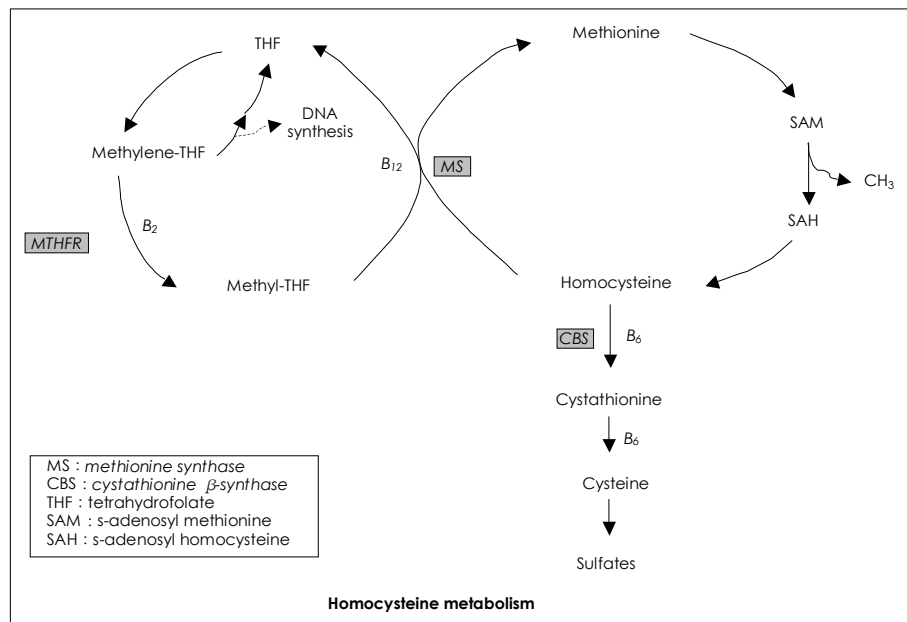 THF
Methionine
DNA
synthesis
SAM
Methylene-THF
B12
MS
CH3
B2
SAH
MTHFR
Methyl-THF
Homocysteine
CBS
B6
Cystathionine
B6
MS : methionine synthase
CBS : cystathionine β-synthase
THF : tetrahydrofolate
SAM : s-adenosyl methionine
SAH : s-adenosyl homocysteine
Cysteine
Sulfates
Homocysteine metabolism